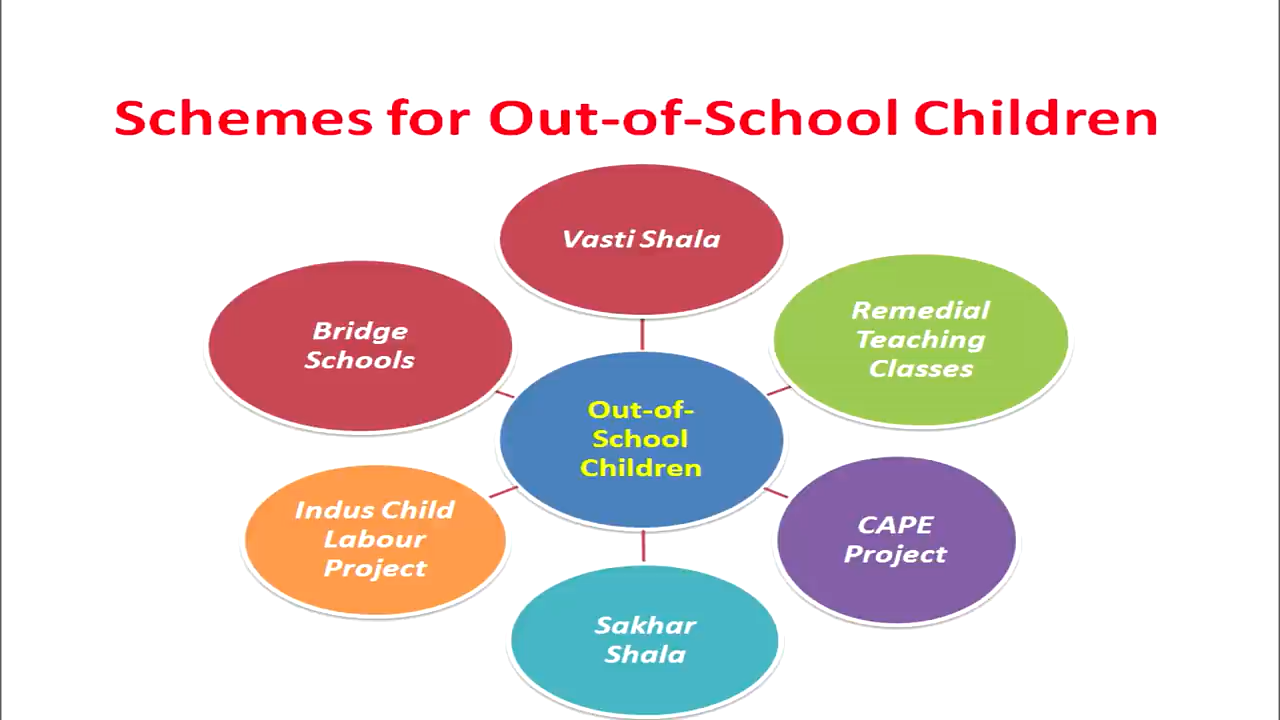 Schemes for Out-of-School Children
Vasti Shala
Remedial
Teaching
Classes
CAPE
Project
Sakhar
Shala
Indus Child
Labour
Project
Bridge
Schools
Out-of-
School
Children